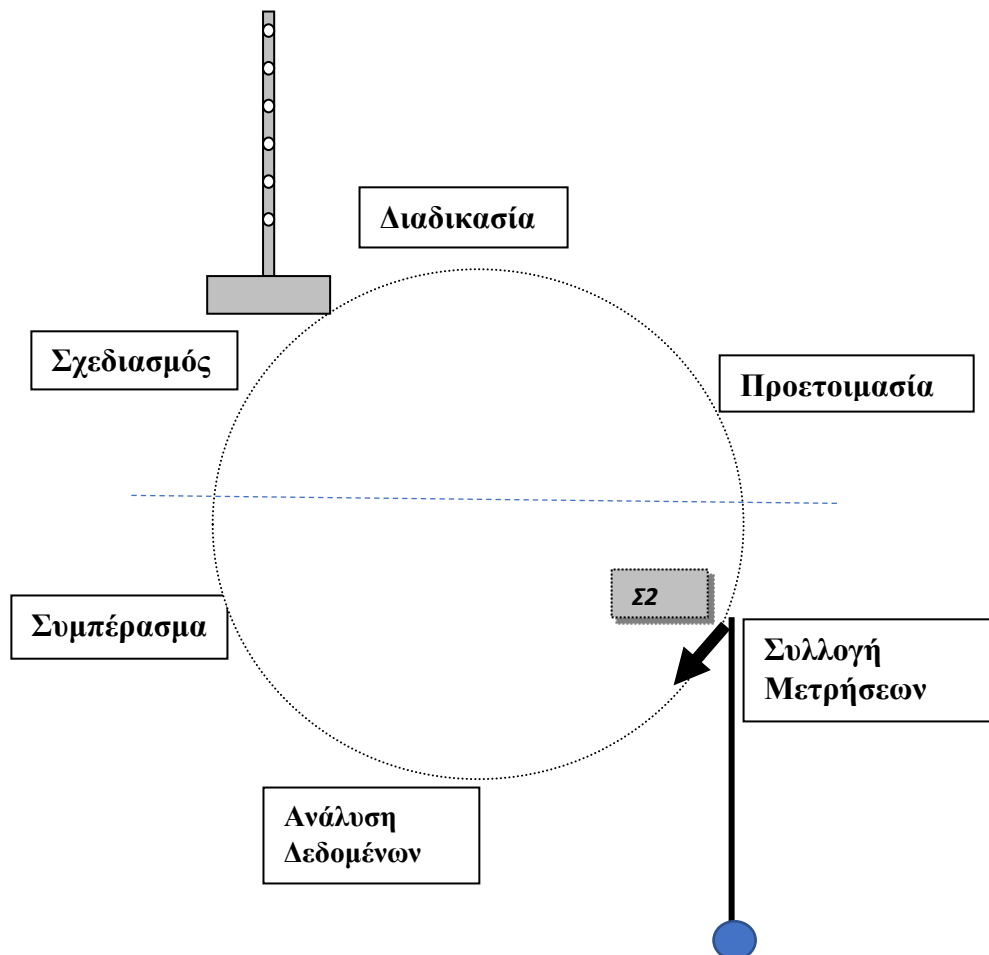 Διαδικασία
Σχεδιασμός
Προετοιμασία
Σ2
Συμπέρασμα
Συλλογή
Μετρήσεων
Ανάλυση
Δεδομένων